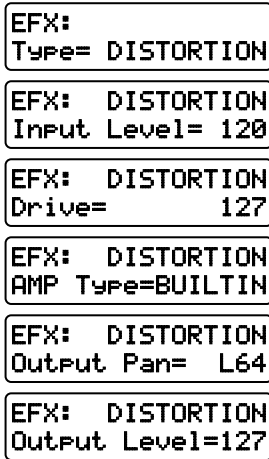 EFX:
Type= DISTORTION
EFX: DISTORTION
Input Level= 120
EFX: DISTORTION
Drive= 127
EFX: DISTORTION
AMP Type=BUILTIN
EFX: DISTORTION
Output Pan= L64
EFX: DISTORTION
Output Level=127